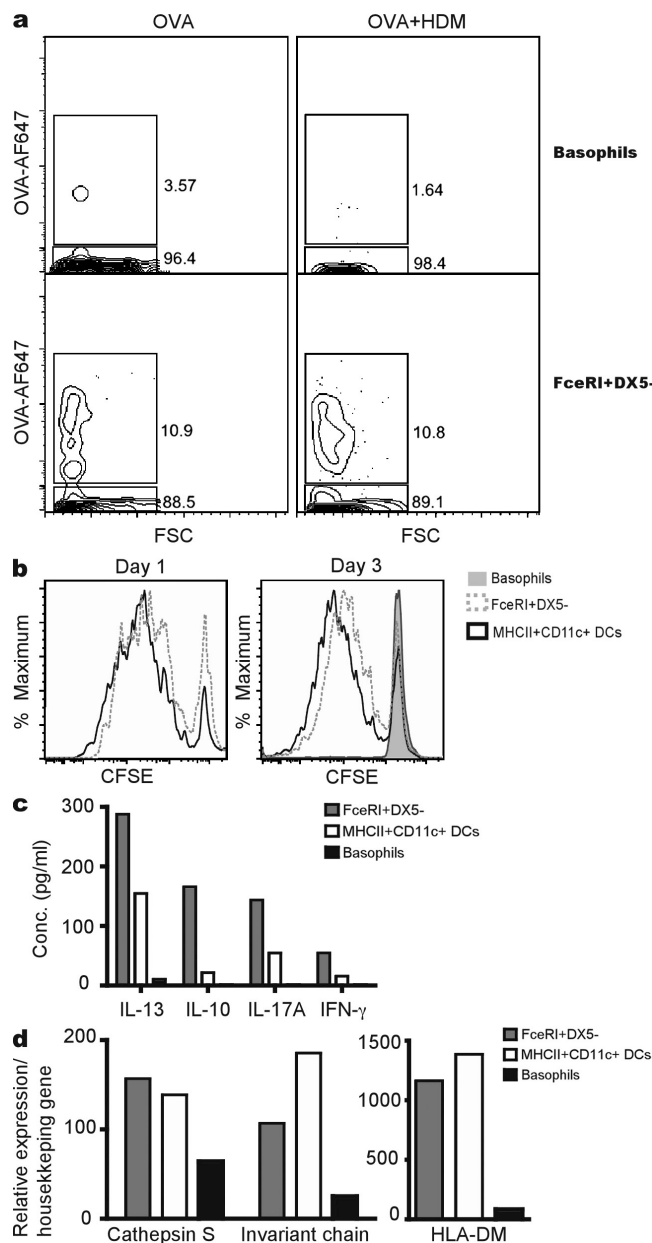 a
OVA
OVA+HDM
OVA-AF647
3.57
96.4
1.64
98.4
Basophils
OVA-AF647
10.9
88.5
10.8
89.1
FceRI+DX5-
FSC
FSC
b
Day 1
Day 3
% Maximum
CFSE
% Maximum
CFSE
Basophils
FceRI+DX5-
MHCII+CD11c+ DCs
c
Conc. (pg/ml)
300
200
100
0
IL-13
IL-10
IL-17A
IFN-γ
FceRI+DX5-
MHCII+CD11c+ DCs
Basophils
d
Relative expression/
housekkeping gene
200
100
0
Cathepsin S
Invariant chain
1500
1000
500
0
HLA-DM
FceRI+DX5-
MHCII+CD11c+ DCs
Basophils